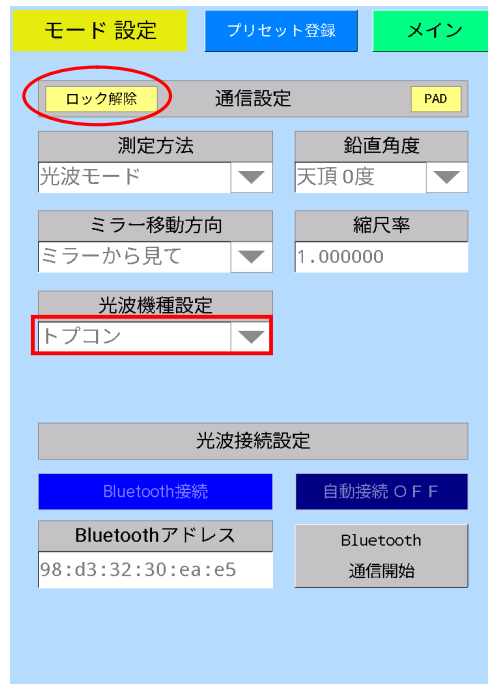 モード 設定
プリセット登録
メイン
ロック解除
通信設定
PAD
測定方法
鉛直角度
光波モード
天頂 0度
ミラー移動方向
縮尺率
ミラーから見て
1.000000
光波機種設定
トプコン
光波接続設定
Bluetooth接続
自動接続 ＯＦＦ
Bluetoothアドレス
Bluetooth
通信開始
98:d3:32:30:ea:e5